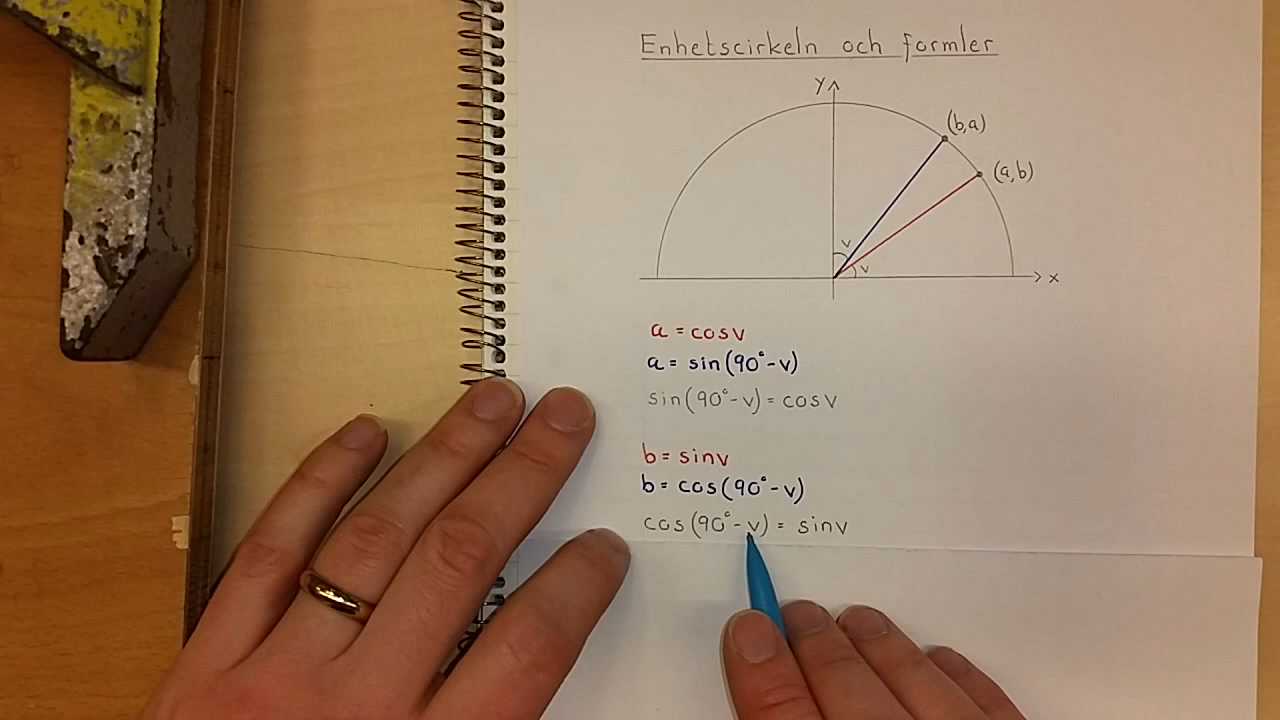 Enhetscirkeln och formler
y
(b,a)
(a,b)
v
v
x
a = cosv
a = sin(90°-v)
sin(90°-v) = cosv
b = sinv
b = cos(90°-v)
cos(90°-v) = sinv